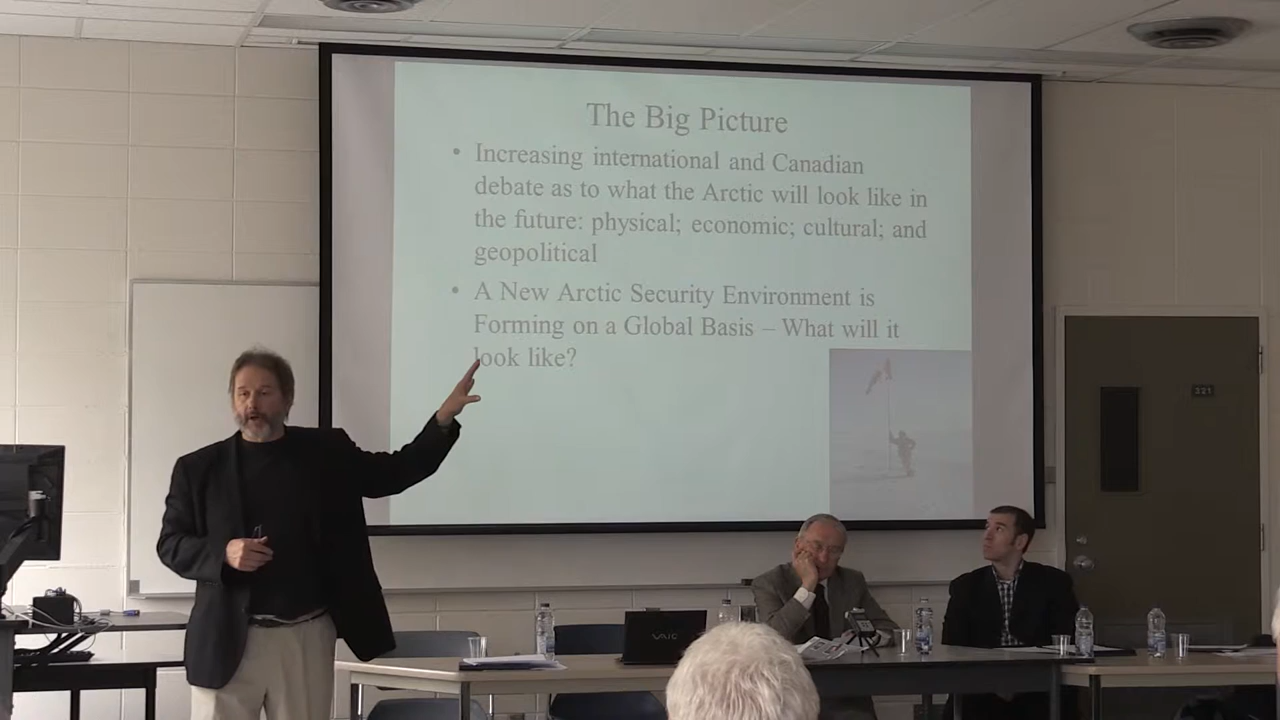 The Big Picture
• Increasing international and Canadian
debate as to what the Arctic will look like in
the future: physical; economic; cultural; and
geopolitical
• A New Arctic Security Environment is
Forming on a Global Basis – What will it
look like?
321
VAIO